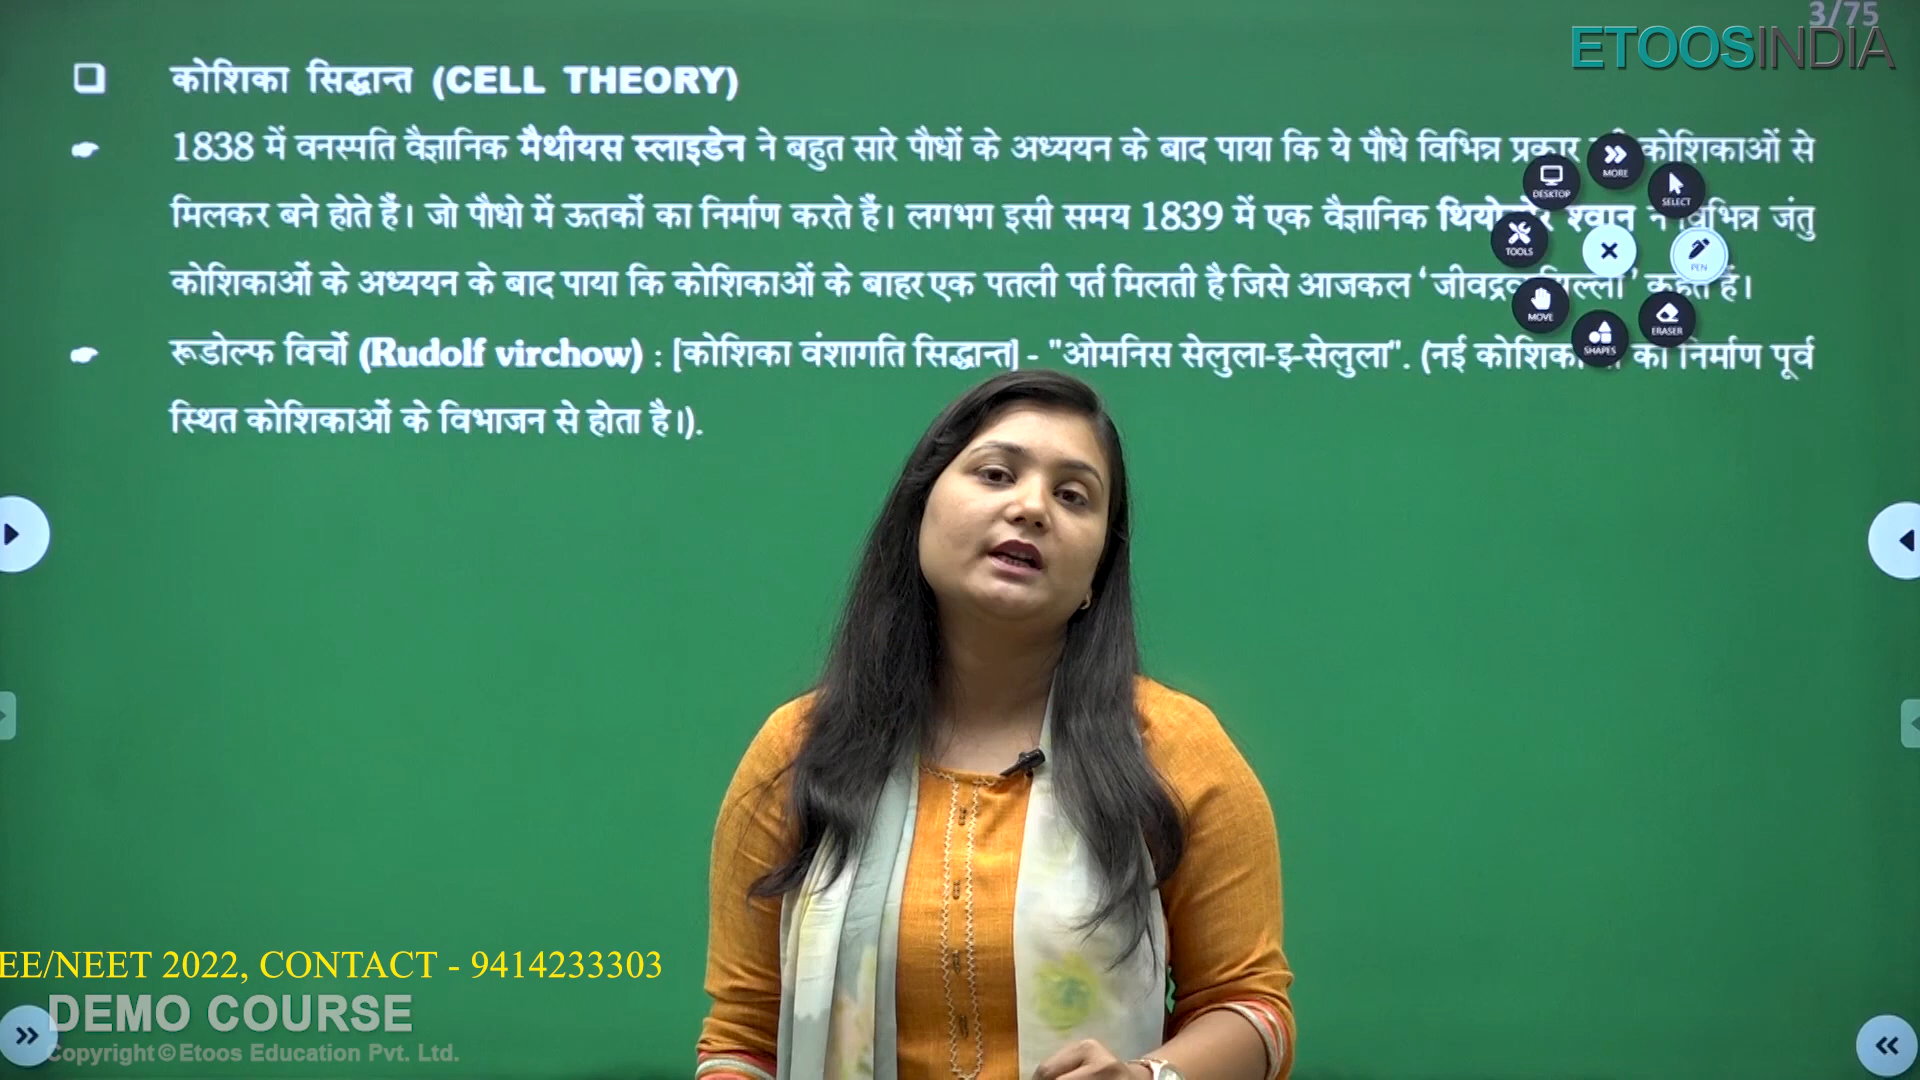 3/75
ETOOSINDIA
कोशिका सिद्धान्त (CELL THEORY)
1838 में वनस्पति वैज्ञानिक मैथीयस स्लाइडेन ने बहुत सारे पौधों के अध्ययन के बाद पाया कि ये पौधे विभिन्न प्रकार कोशिकाओं से
मिलकर बने होते हैं। जो पौधो में ऊतकों का निर्माण करते हैं। लगभग इसी समय 1839 में एक वैज्ञानिक श्वान विभिन्न जंतु
कोशिकाओं के अध्ययन के बाद पाया कि कोशिकाओं के बाहर एक पतली पर्त मिलती है जिसे आजकल कहते हैं।
रूडोल्फ विर्चो (Rudolf virchow) : [कोशिका वंशागति सिद्धान्त] - "ओमनिस सेलुला-इ-सेलुला". (नई निर्माण पूर्व
स्थित कोशिकाओं के विभाजन से होता है।).
MORE
DESKTOP
SELECT
TOOLS
PEN
MOVE
ERASER
SHAPES
EE/NEET 2022, CONTACT - 9414233303
DEMO COURSE
Copyright © Etoos Education Pvt. Ltd.